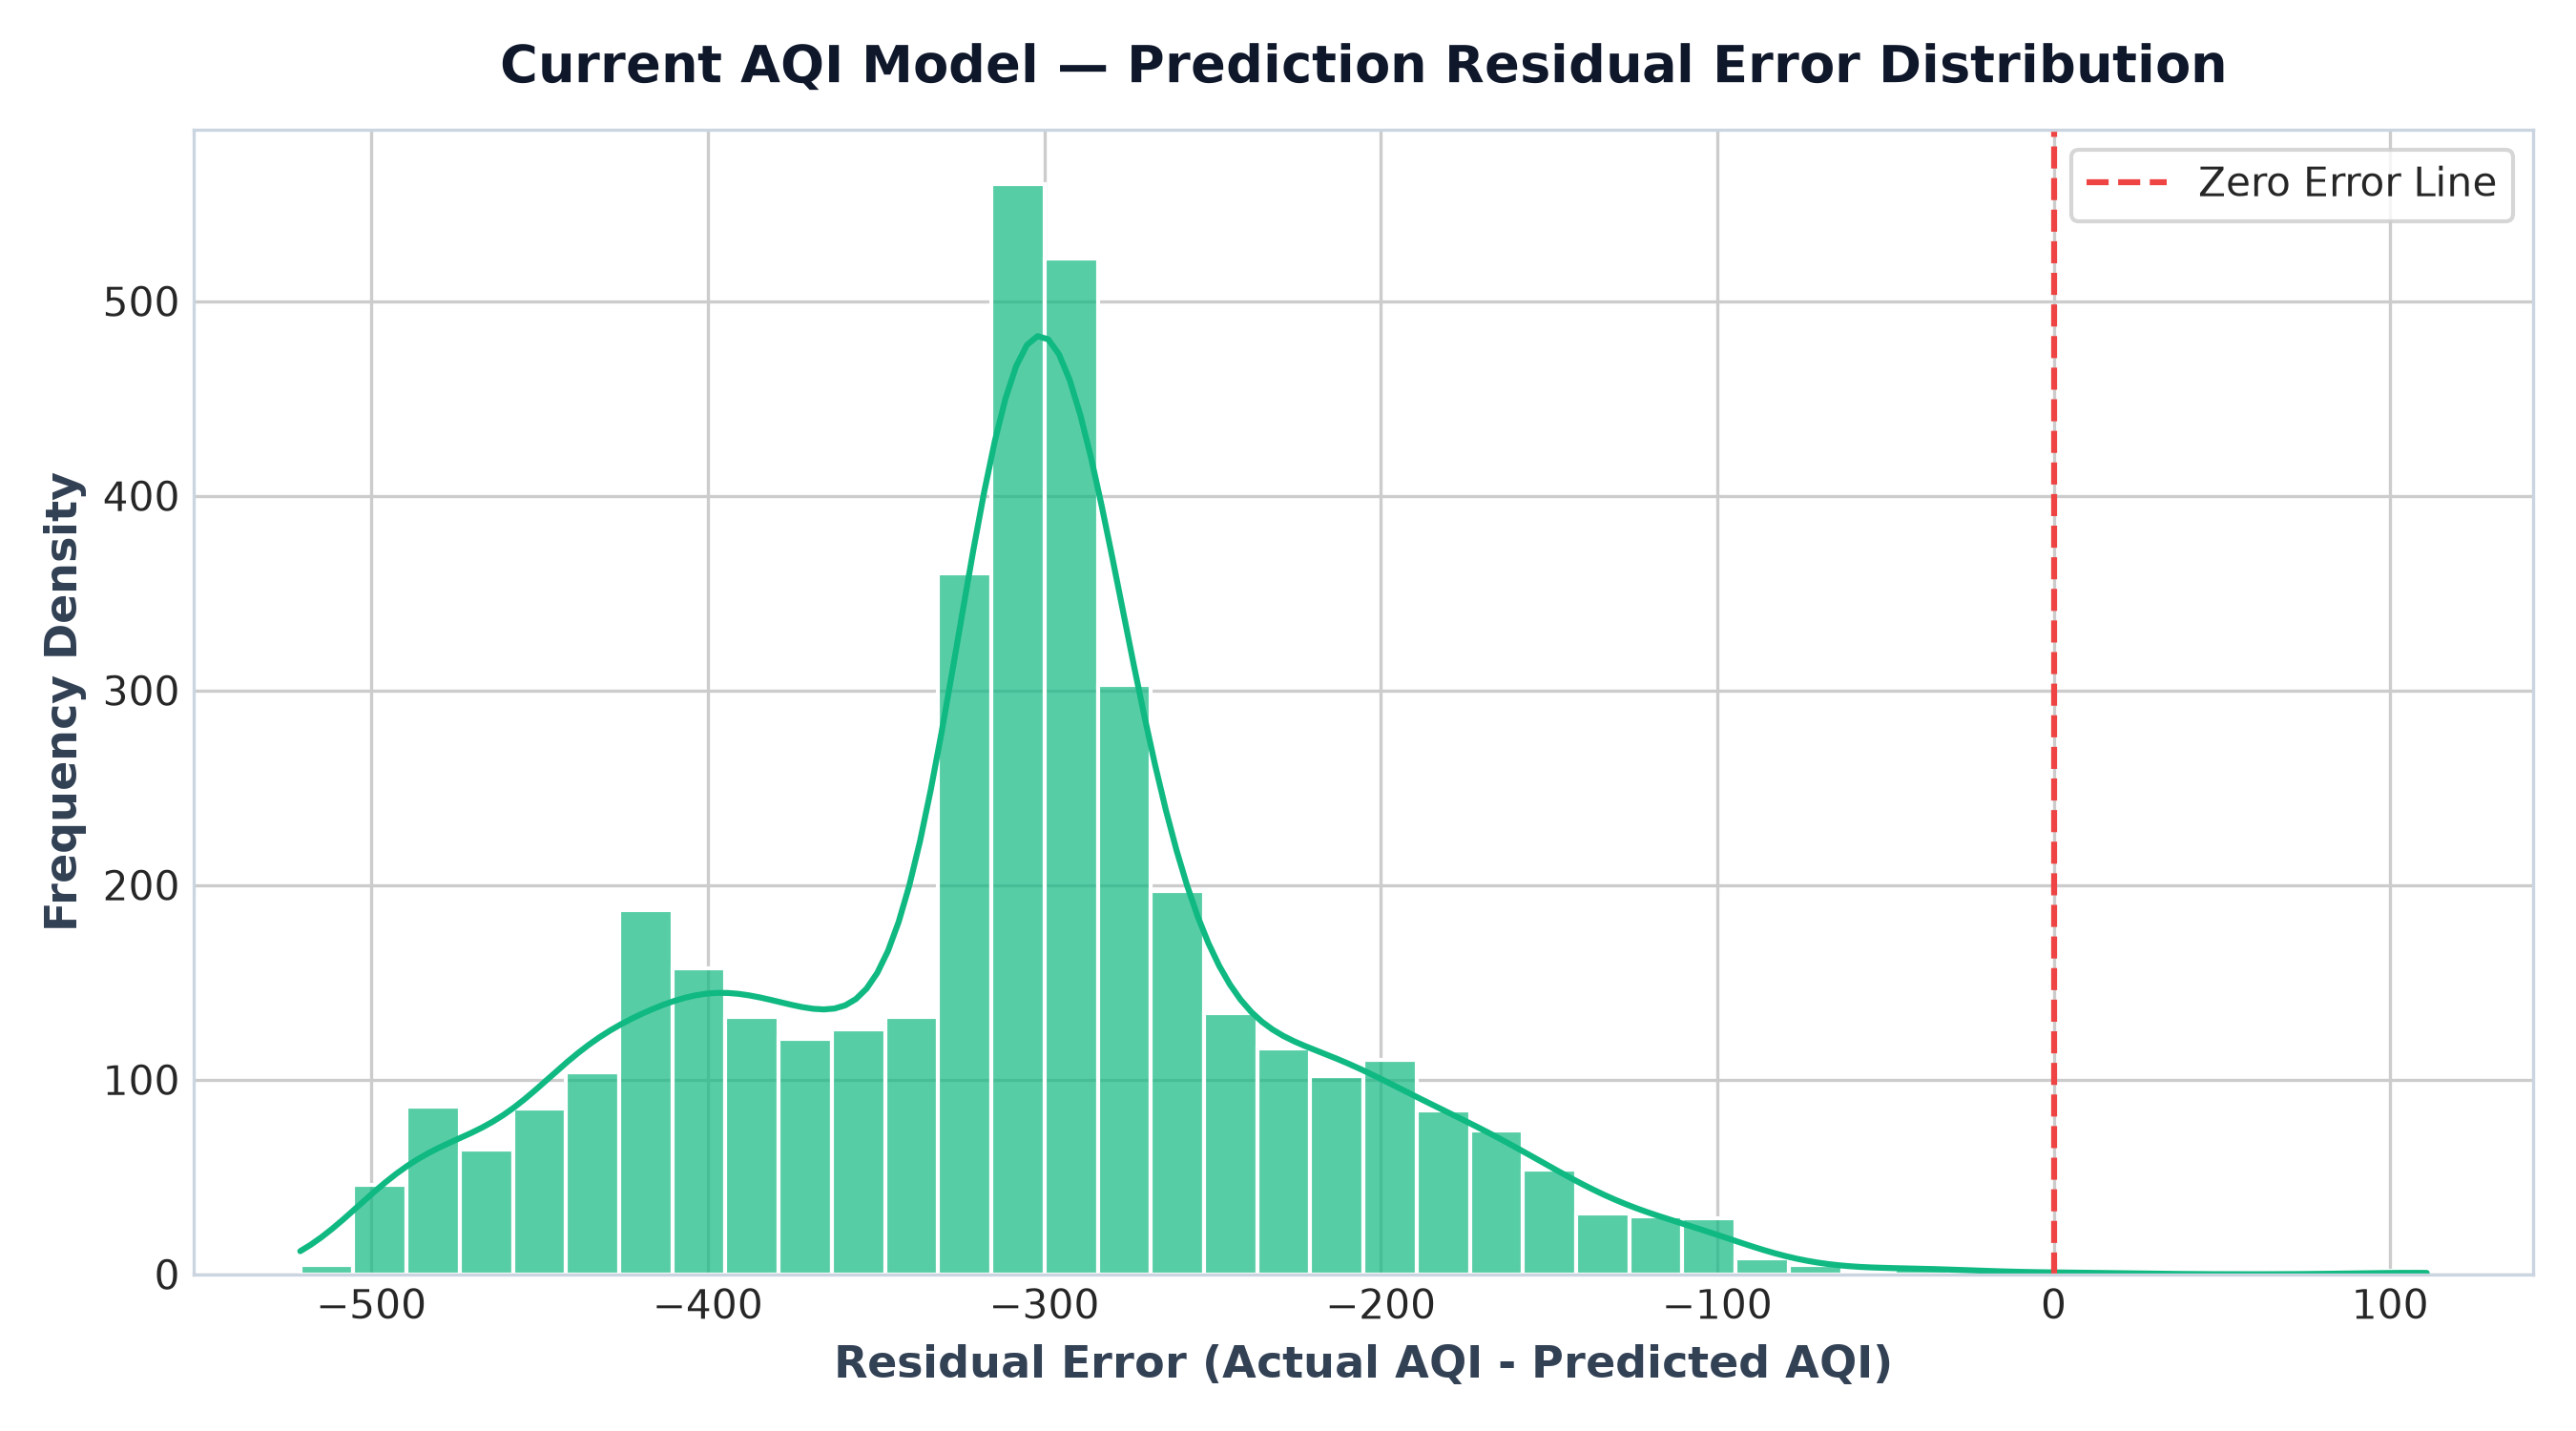 Current AQI Model — Prediction Residual Error Distribution
Zero Error Line
Frequency Density
500
400
300
200
100
0
−500 −400 −300 −200 −100 0 100
Residual Error (Actual AQI - Predicted AQI)